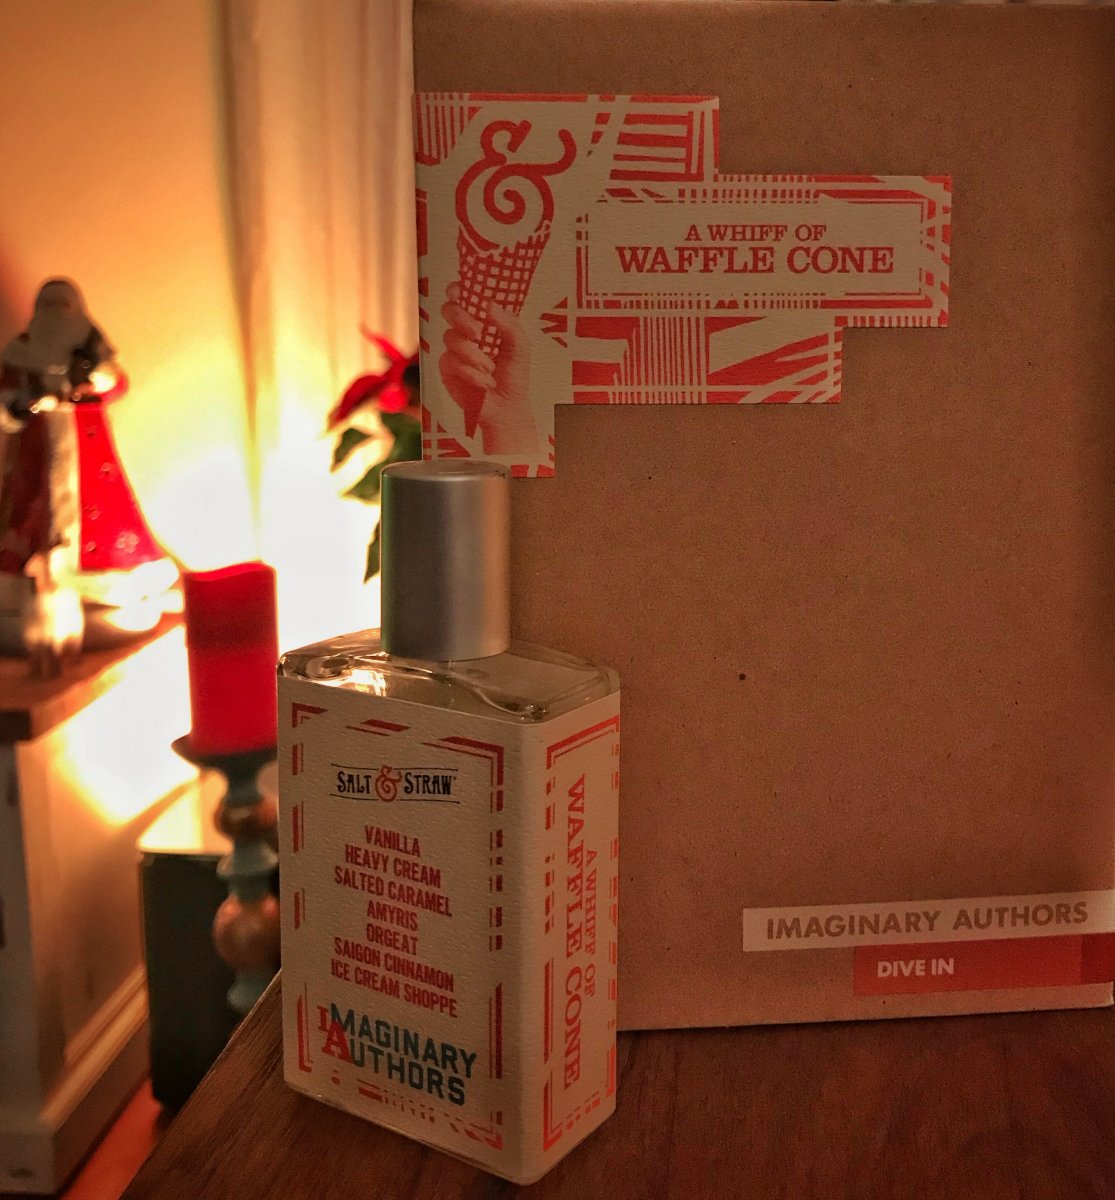 &
A WHIFF OF
WAFFLE CONE
SALT & STRAW
VANILLA
HEAVY CREAM
SALTED CARAMEL
AMYRIS
ORGEAT
SAIGON CINNAMON
ICE CREAM SHOPPE
IMAGINARY
AUTHORS
A WHIFF OF
WAFFLE CONE
IMAGINARY AUTHORS
DIVE IN